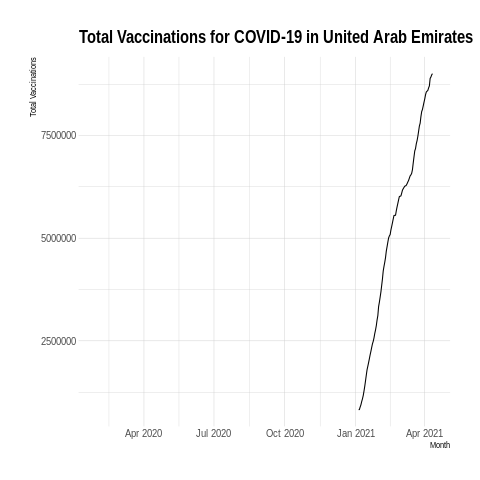 Total Vaccinations for COVID-19 in United Arab Emirates
Total Vaccinations
7500000
5000000
2500000
Apr 2020 Jul 2020 Oct 2020 Jan 2021 Apr 2021
Month